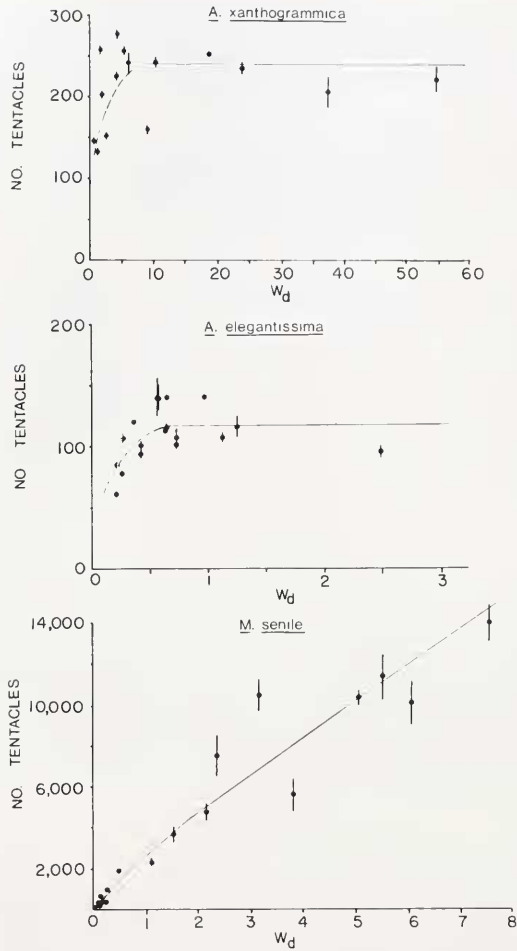 A. xanthogrammica
300
200
100
0
NO. TENTACLES
0 10 20 30 40 50 60
Wd
A. elegantissima
200
100
0
NO TENTACLES
0 1 2 3
Wd
M. senile
14,000
10,000
6,000
2,000
NO. TENTACLES
0 1 2 3 4 5 6 7 8
Wd